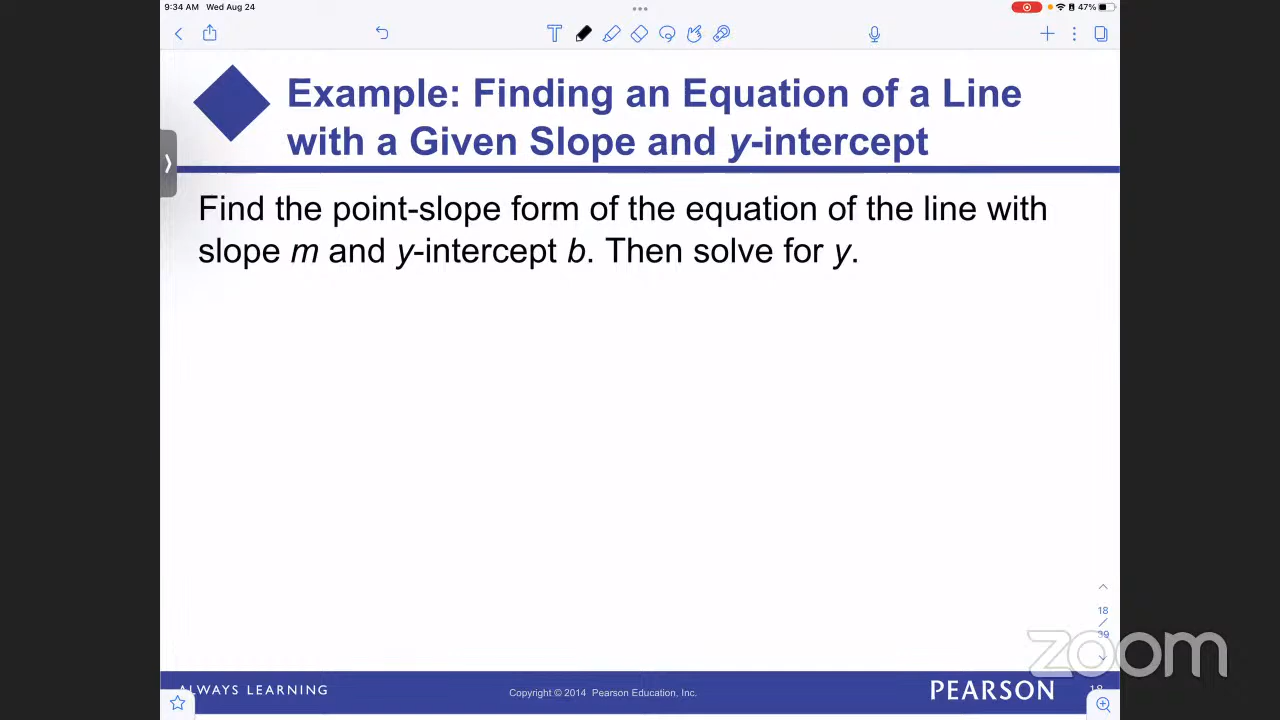 9:34 AM Wed Aug 24
47%
T
Example: Finding an Equation of a Line
with a Given Slope and y-intercept
Find the point-slope form of the equation of the line with
slope m and y-intercept b. Then solve for y.
18
/
39
zoom
ALWAYS LEARNING
Copyright © 2014 Pearson Education, Inc.
PEARSON
18